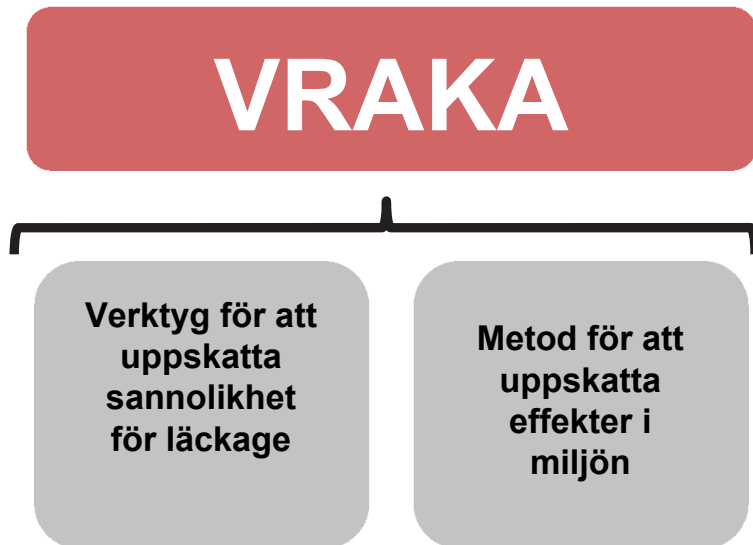 VRAKA
Verktyg för att
uppskatta
sannolikhet
för läckage
Metod för att
uppskatta
effekter i
miljön